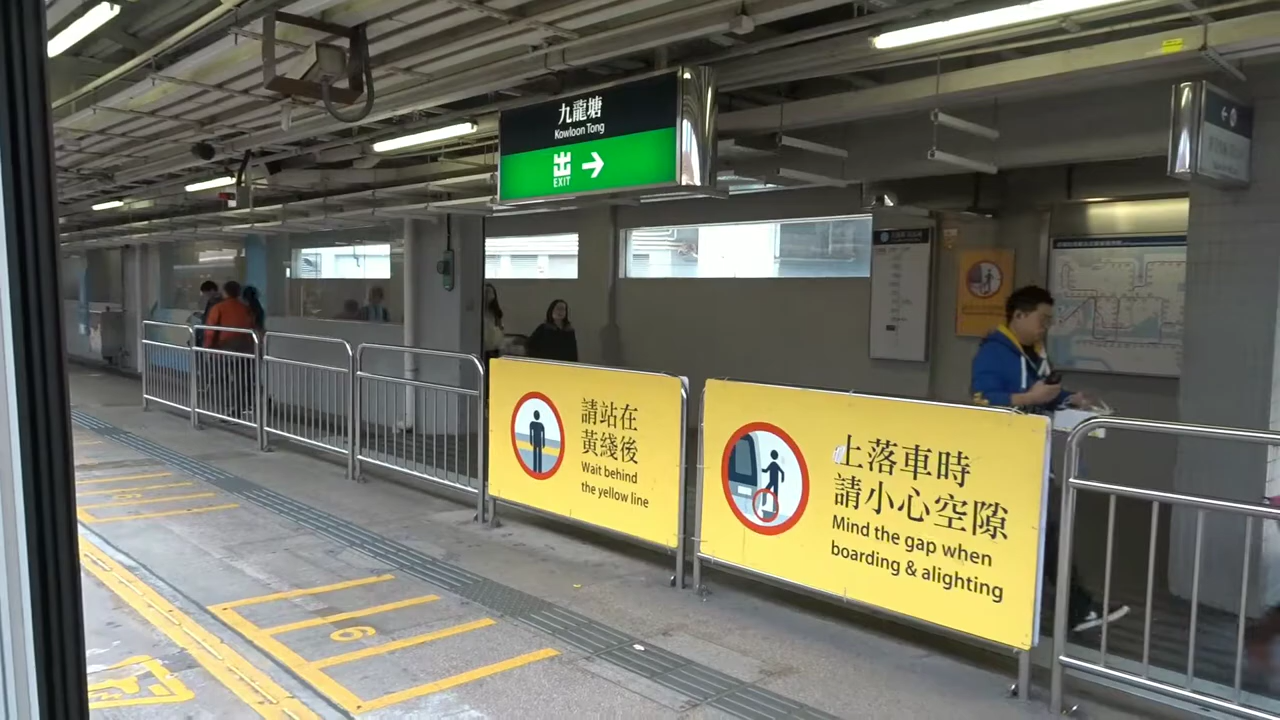 九龍塘
Kowloon Tong
出
EXIT
請站在
黃綫後
Wait behind
the yellow line
上落車時
請小心空隙
Mind the gap when
boarding & alighting
6